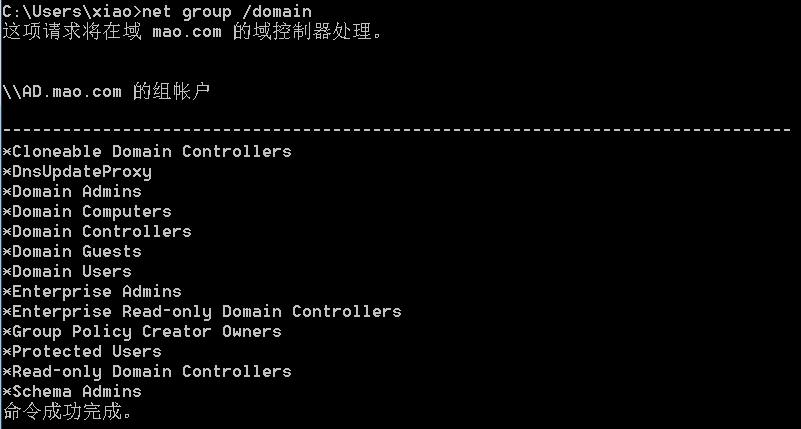 C:\Users\xiao>net group /domain
这项请求将在域 mao.com 的域控制器处理。
\\AD.mao.com 的组帐户
-------------------------------------------------------------------------------
*Cloneable Domain Controllers
*DnsUpdateProxy
*Domain Admins
*Domain Computers
*Domain Controllers
*Domain Guests
*Domain Users
*Enterprise Admins
*Enterprise Read-only Domain Controllers
*Group Policy Creator Owners
*Protected Users
*Read-only Domain Controllers
*Schema Admins
命令成功完成。